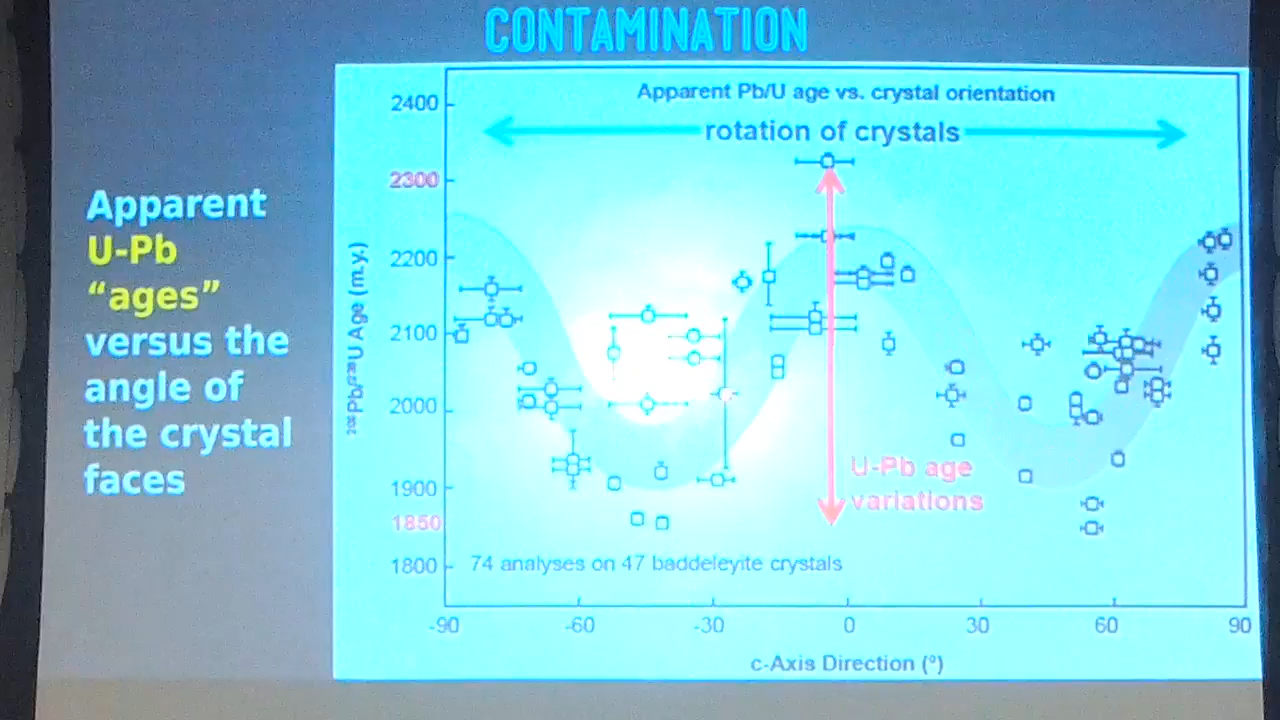 CONTAMINATION
Apparent
U-Pb
“ages”
versus the
angle of
the crystal
faces
Apparent Pb/U age vs. crystal orientation
rotation of crystals
2400
2300
2200
2100
2000
1900
1850
1800
²⁰⁶Pb/²³⁸U Age (m.y.)
U-Pb age
variations
74 analyses on 47 baddeleyite crystals
-90 -60 -30 0 30 60 90
c-Axis Direction (°)